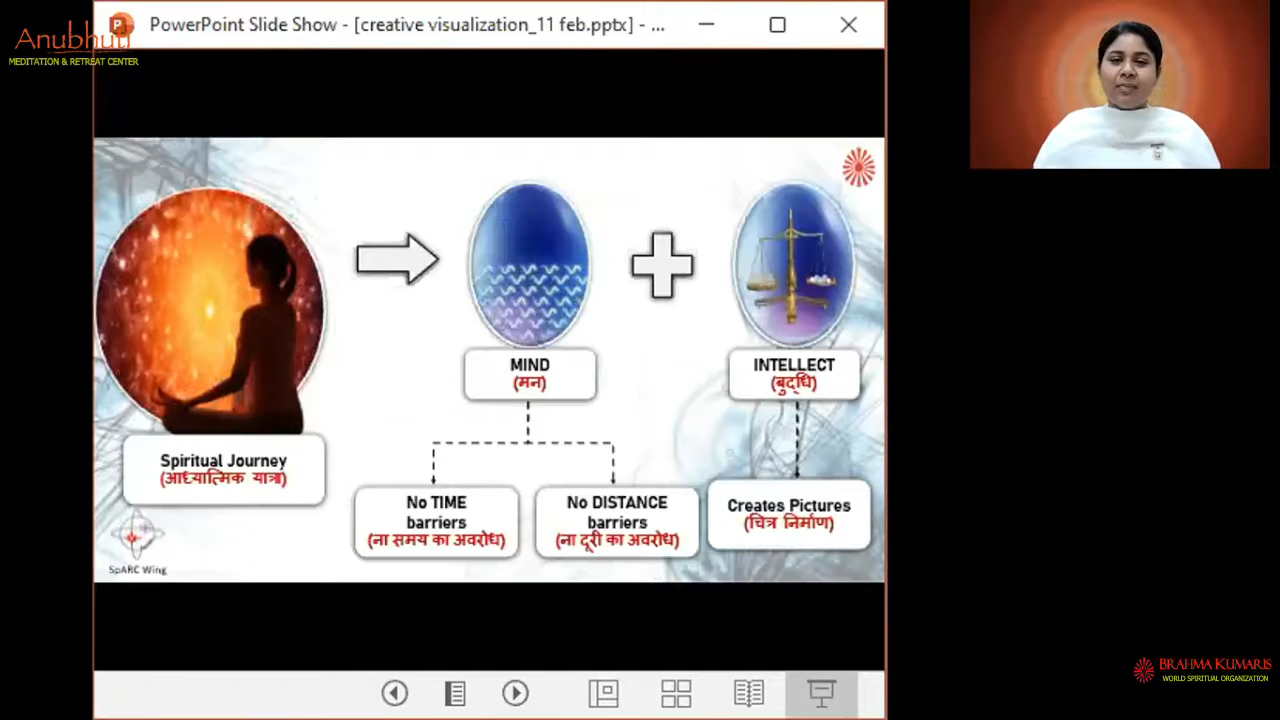 Anubhuti
MEDITATION & RETREAT CENTER
PowerPoint Slide Show - [creative visualization_11 feb.pptx] - ...
MIND
(मन)
INTELLECT
(बुद्धि)
Spiritual Journey
(आध्यात्मिक यात्रा)
No TIME
barriers
(ना समय का अवरोध)
No DISTANCE
barriers
(ना दूरी का अवरोध)
Creates Pictures
(चित्र निर्माण)
SpARC Wing
BRAHMA KUMARIS
WORLD SPIRITUAL ORGANIZATION